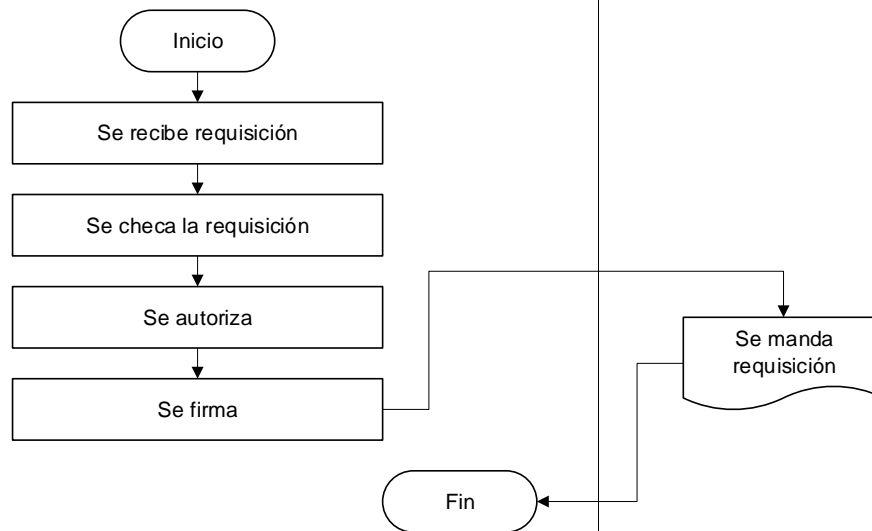 Inicio
Se recibe requisición
Se checa la requisición
Se autoriza
Se firma
Se manda
requisición
Fin